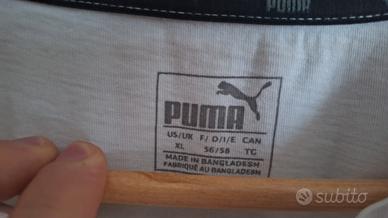 PUMA
PUMA
US/UK F/ D/I/E CAN
XL 56/58 TG
MADE IN BANGLADESH
FABRIQUÉ AU BANGLADESH
subito